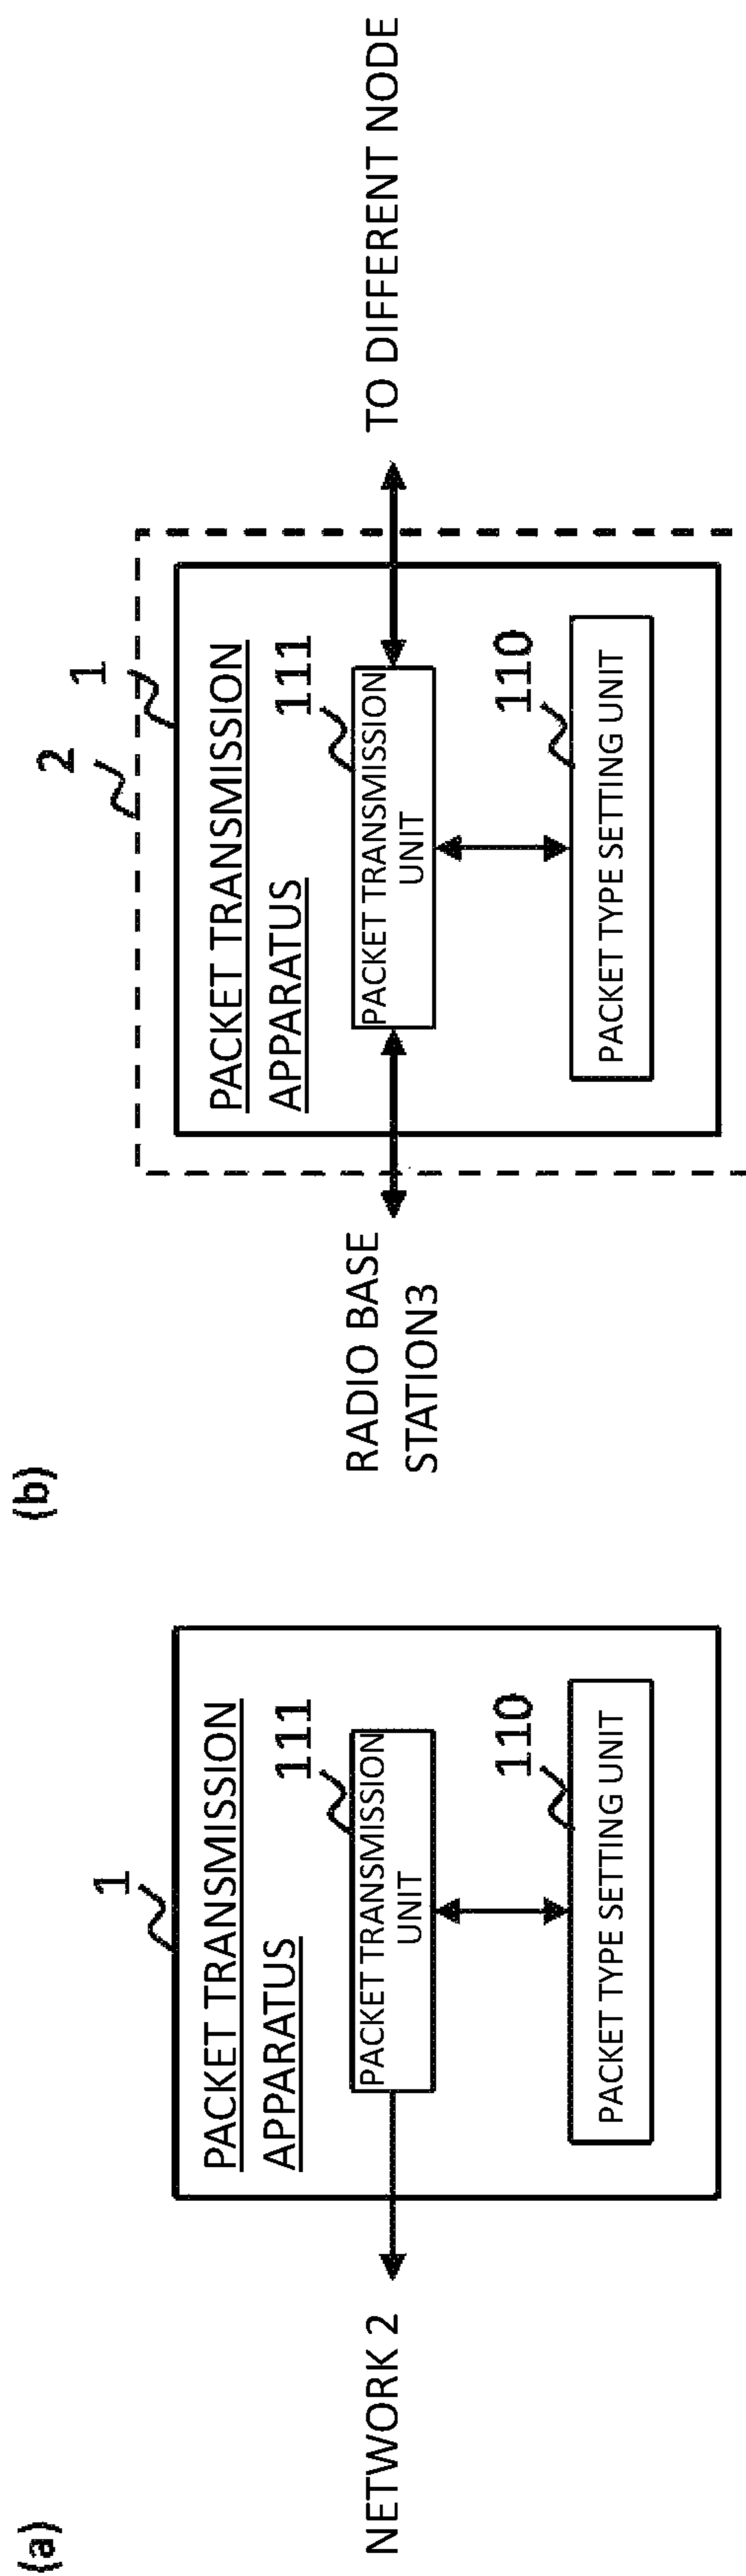 (a)
1
PACKET TRANSMISSION
APPARATUS
111
PACKET TRANSMISSION
UNIT
NETWORK 2
110
PACKET TYPE SETTING UNIT
(b)
2
1
PACKET TRANSMISSION
APPARATUS
111
PACKET TRANSMISSION
UNIT
RADIO BASE
STATION3
TO DIFFERENT NODE
110
PACKET TYPE SETTING UNIT